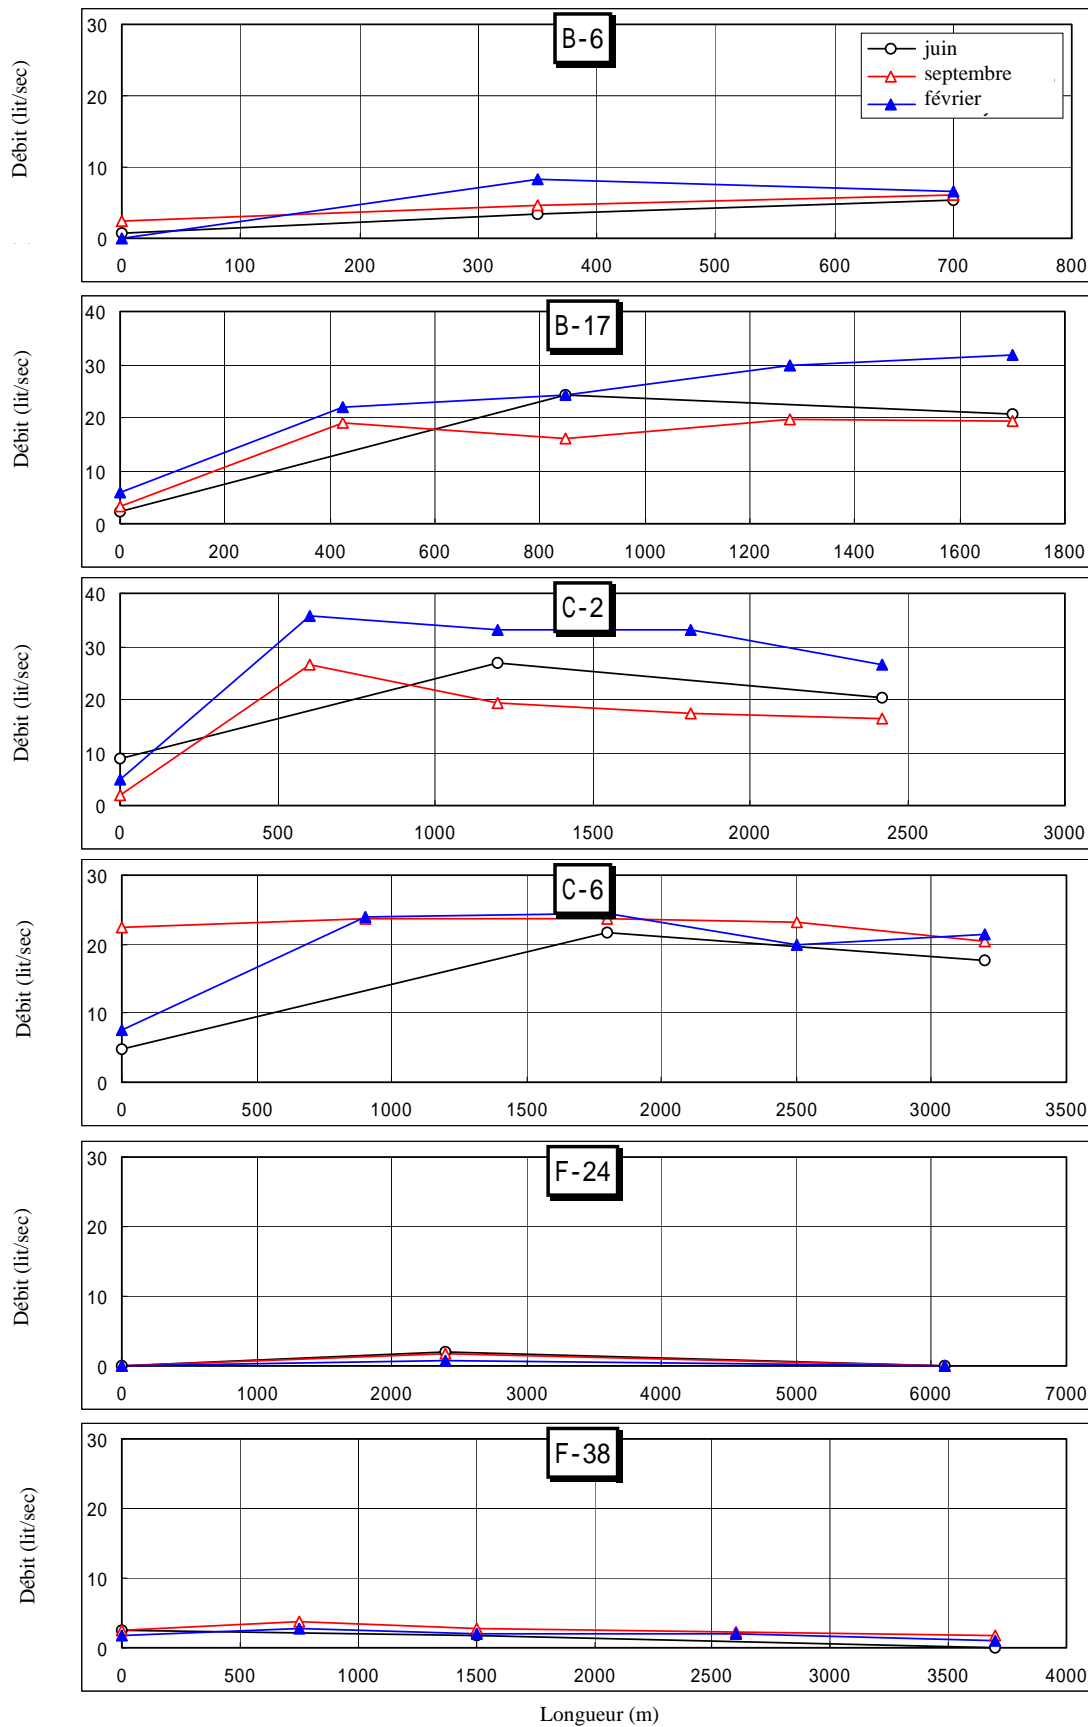 B-6
juin
septembre
février
Débit (lit/sec)
30
20
10
0
0 100 200 300 400 500 600 700 800
B-17
Débit (lit/sec)
40
30
20
10
0
0 200 400 600 800 1000 1200 1400 1600 1800
C-2
Débit (lit/sec)
40
30
20
10
0
0 500 1000 1500 2000 2500 3000
C-6
Débit (lit/sec)
30
20
10
0
0 500 1000 1500 2000 2500 3000 3500
F-24
Débit (lit/sec)
30
20
10
0
0 1000 2000 3000 4000 5000 6000 7000
F-38
Débit (lit/sec)
30
20
10
0
0 500 1000 1500 2000 2500 3000 3500 4000
Longueur (m)